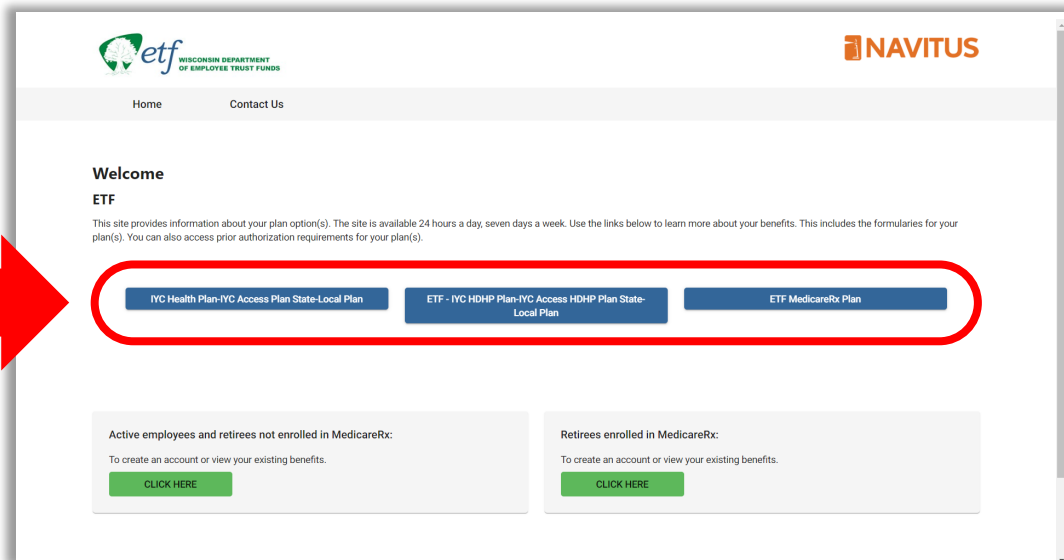 etf WISCONSIN DEPARTMENT
OF EMPLOYEE TRUST FUNDS
NAVITUS
Home Contact Us
Welcome
ETF
This site provides information about your plan option(s). The site is available 24 hours a day, seven days a week. Use the links below to learn more about your benefits. This includes the formularies for your
plan(s). You can also access prior authorization requirements for your plan(s).
IYC Health Plan-IYC Access Plan State-Local Plan
ETF - IYC HDHP Plan-IYC Access HDHP Plan State-
Local Plan
ETF MedicareRx Plan
Active employees and retirees not enrolled in MedicareRx:
To create an account or view your existing benefits.
CLICK HERE
Retirees enrolled in MedicareRx:
To create an account or view your existing benefits.
CLICK HERE